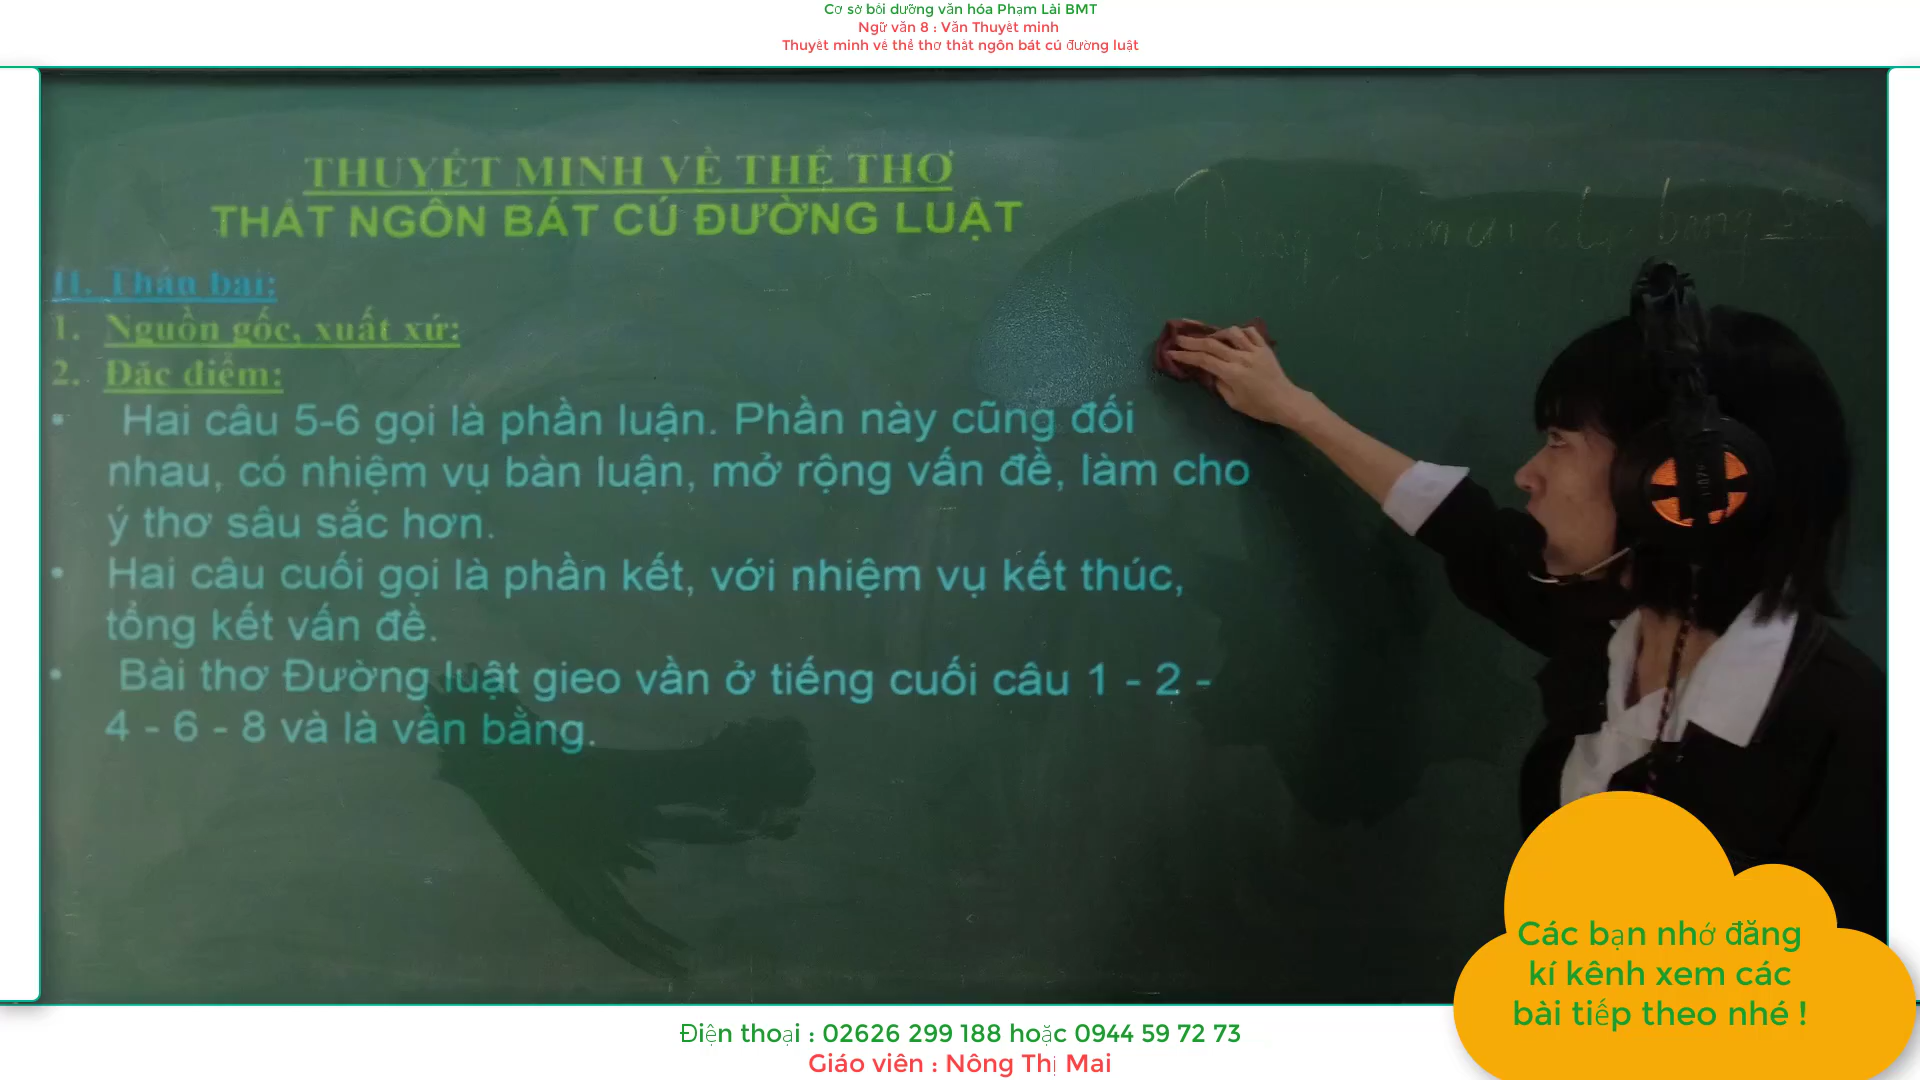 Cơ sở bồi dưỡng văn hóa Phạm Lài BMT
Ngữ văn 8 : Văn Thuyết minh
Thuyết minh về thể thơ thất ngôn bát cú đường luật
THUYẾT MINH VỀ THỂ THƠ
THẤT NGÔN BÁT CÚ ĐƯỜNG LUẬT
II. Thân bài:
1. Nguồn gốc, xuất xứ:
2. Đặc điểm:
• Hai câu 5-6 gọi là phần luận. Phần này cũng đối
nhau, có nhiệm vụ bàn luận, mở rộng vấn đề, làm cho
ý thơ sâu sắc hơn.
• Hai câu cuối gọi là phần kết, với nhiệm vụ kết thúc,
tổng kết vấn đề.
• Bài thơ Đường luật gieo vần ở tiếng cuối câu 1 - 2 -
4 - 6 - 8 và là vần bằng.
Các bạn nhớ đăng
kí kênh xem các
bài tiếp theo nhé !
Điện thoại : 02626 299 188 hoặc 0944 59 72 73
Giáo viên : Nông Thị Mai